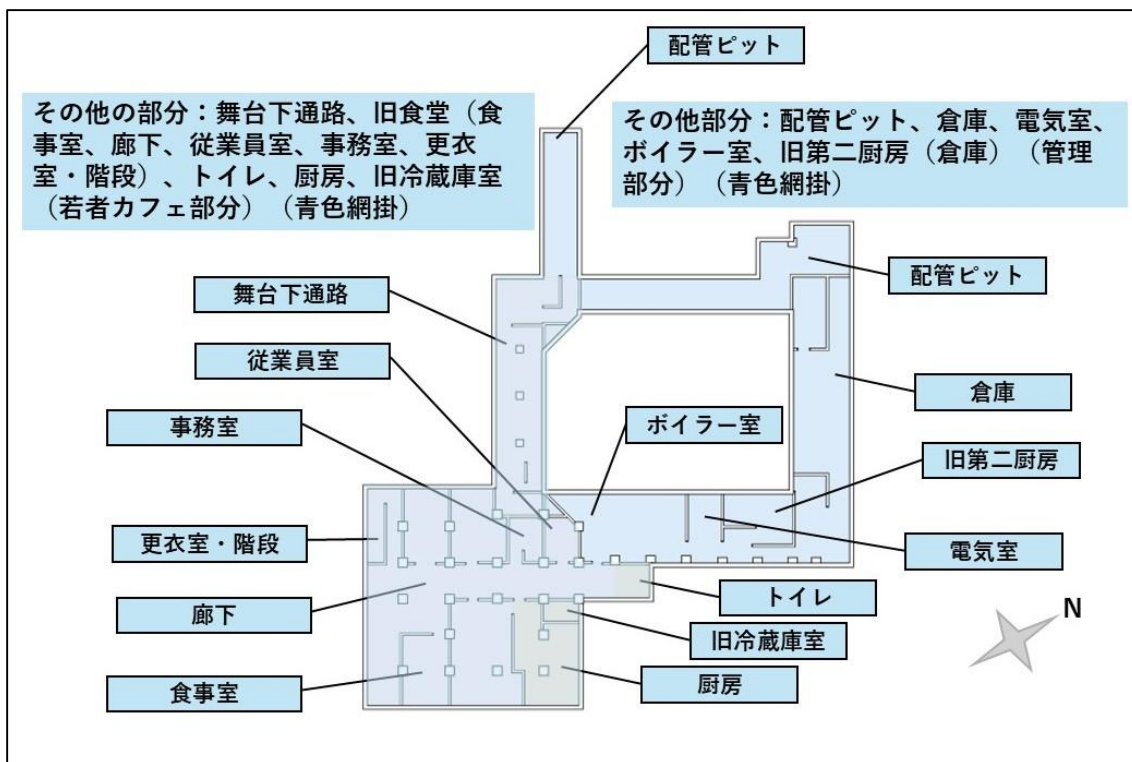 配管ピット
その他の部分：舞台下通路、旧食堂（食
事室、廊下、従業員室、事務室、更衣
室・階段）、トイレ、厨房、旧冷蔵庫室
（若者カフェ部分）（青色網掛）
その他部分：配管ピット、倉庫、電気室、
ボイラー室、旧第二厨房（倉庫）（管理
部分）（青色網掛）
配管ピット
舞台下通路
従業員室
倉庫
事務室
ボイラー室
旧第二厨房
更衣室・階段
電気室
廊下
トイレ
N
旧冷蔵庫室
食事室
厨房